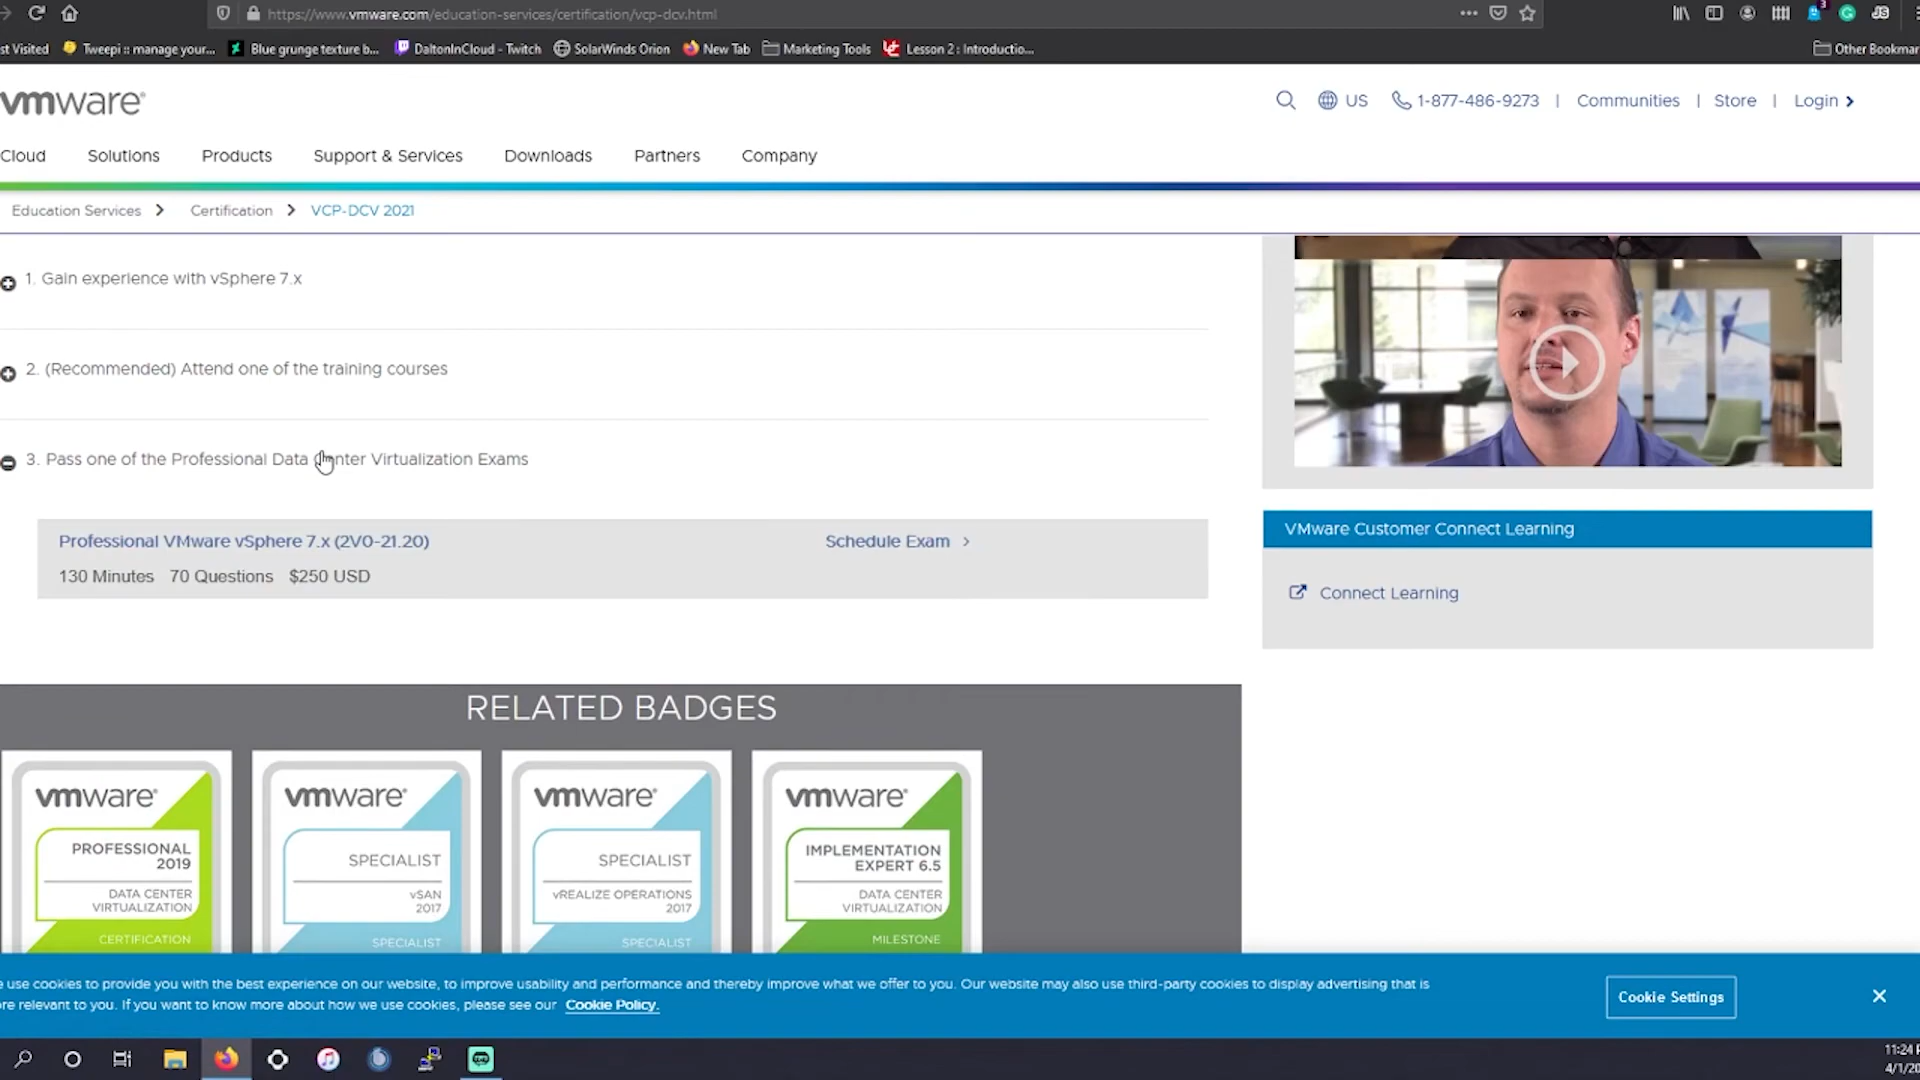 https://www.vmware.com/education-services/certification/vcp-dcv.html
3
st Visited
Tweepi :: manage your...
Blue grunge texture b...
DaltonInCloud - Twitch
SolarWinds Orion
New Tab
Marketing Tools
Lesson 2 : Introductio...
Other Bookmar
vmware®
US
1-877-486-9273 | Communities | Store | Login
Cloud
Solutions
Products
Support & Services
Downloads
Partners
Company
Education Services
Certification
VCP-DCV 2021
1. Gain experience with vSphere 7.x
2. (Recommended) Attend one of the training courses
3. Pass one of the Professional Data Center Virtualization Exams
Professional VMware vSphere 7.x (2V0-21.20)
Schedule Exam
130 Minutes 70 Questions $250 USD
VMware Customer Connect Learning
Connect Learning
RELATED BADGES
vmware®
PROFESSIONAL
2019
DATA CENTER
VIRTUALIZATION
CERTIFICATION
vmware®
SPECIALIST
vSAN
2017
SPECIALIST
vmware®
SPECIALIST
vREALIZE OPERATIONS
2017
SPECIALIST
vmware®
IMPLEMENTATION
EXPERT 6.5
DATA CENTER
VIRTUALIZATION
MILESTONE
e use cookies to provide you with the best experience on our website, to improve usability and performance and thereby improve what we offer to you. Our website may also use third-party cookies to display advertising that is
re relevant to you. If you want to know more about how we use cookies, please see our Cookie Policy.
Cookie Settings
11:24
4/1/20